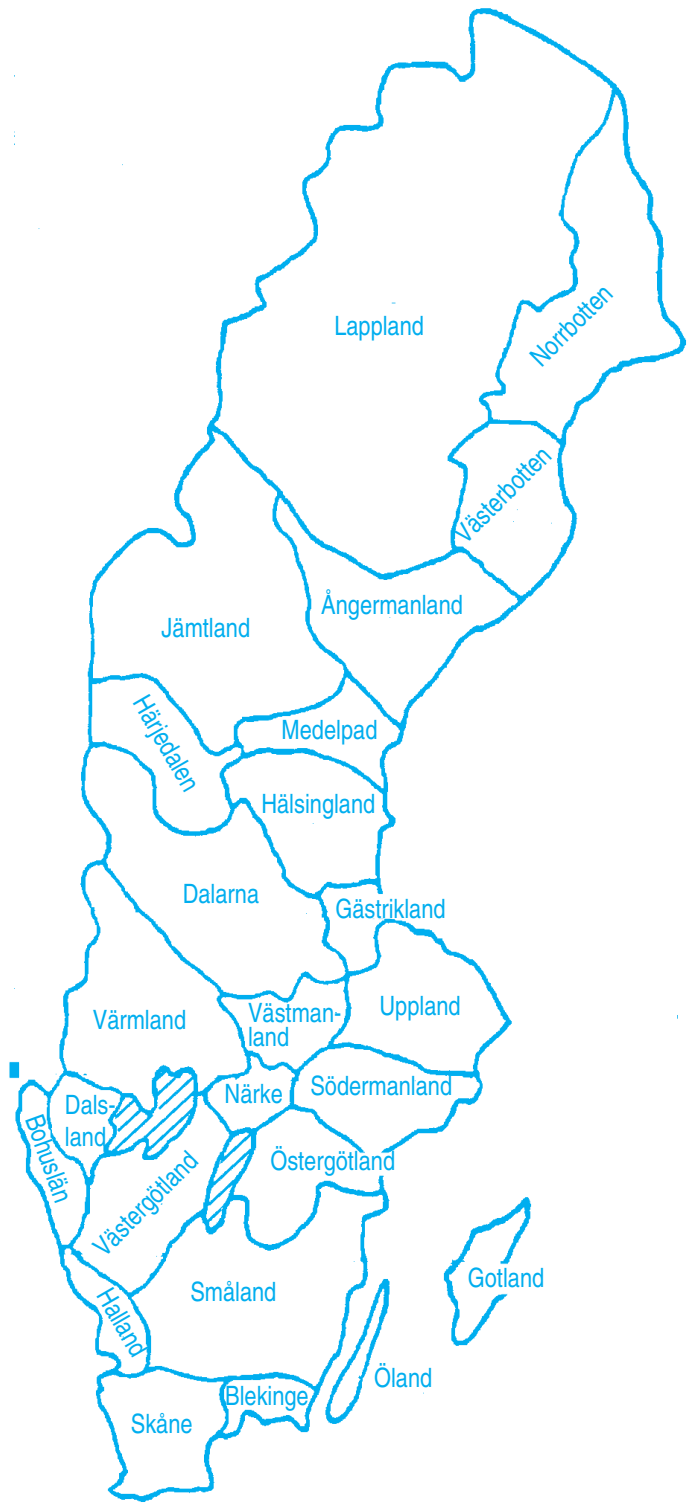 Lappland
Norrbotten
Västerbotten
Ångermanland
Jämtland
Härjedalen
Medelpad
Hälsingland
Dalarna
Gästrikland
Värmland
Västman-
land
Uppland
Dals-
land
Närke
Södermanland
Bohuslän
Västergötland
Östergötland
Småland
Gotland
Halland
Öland
Blekinge
Skåne